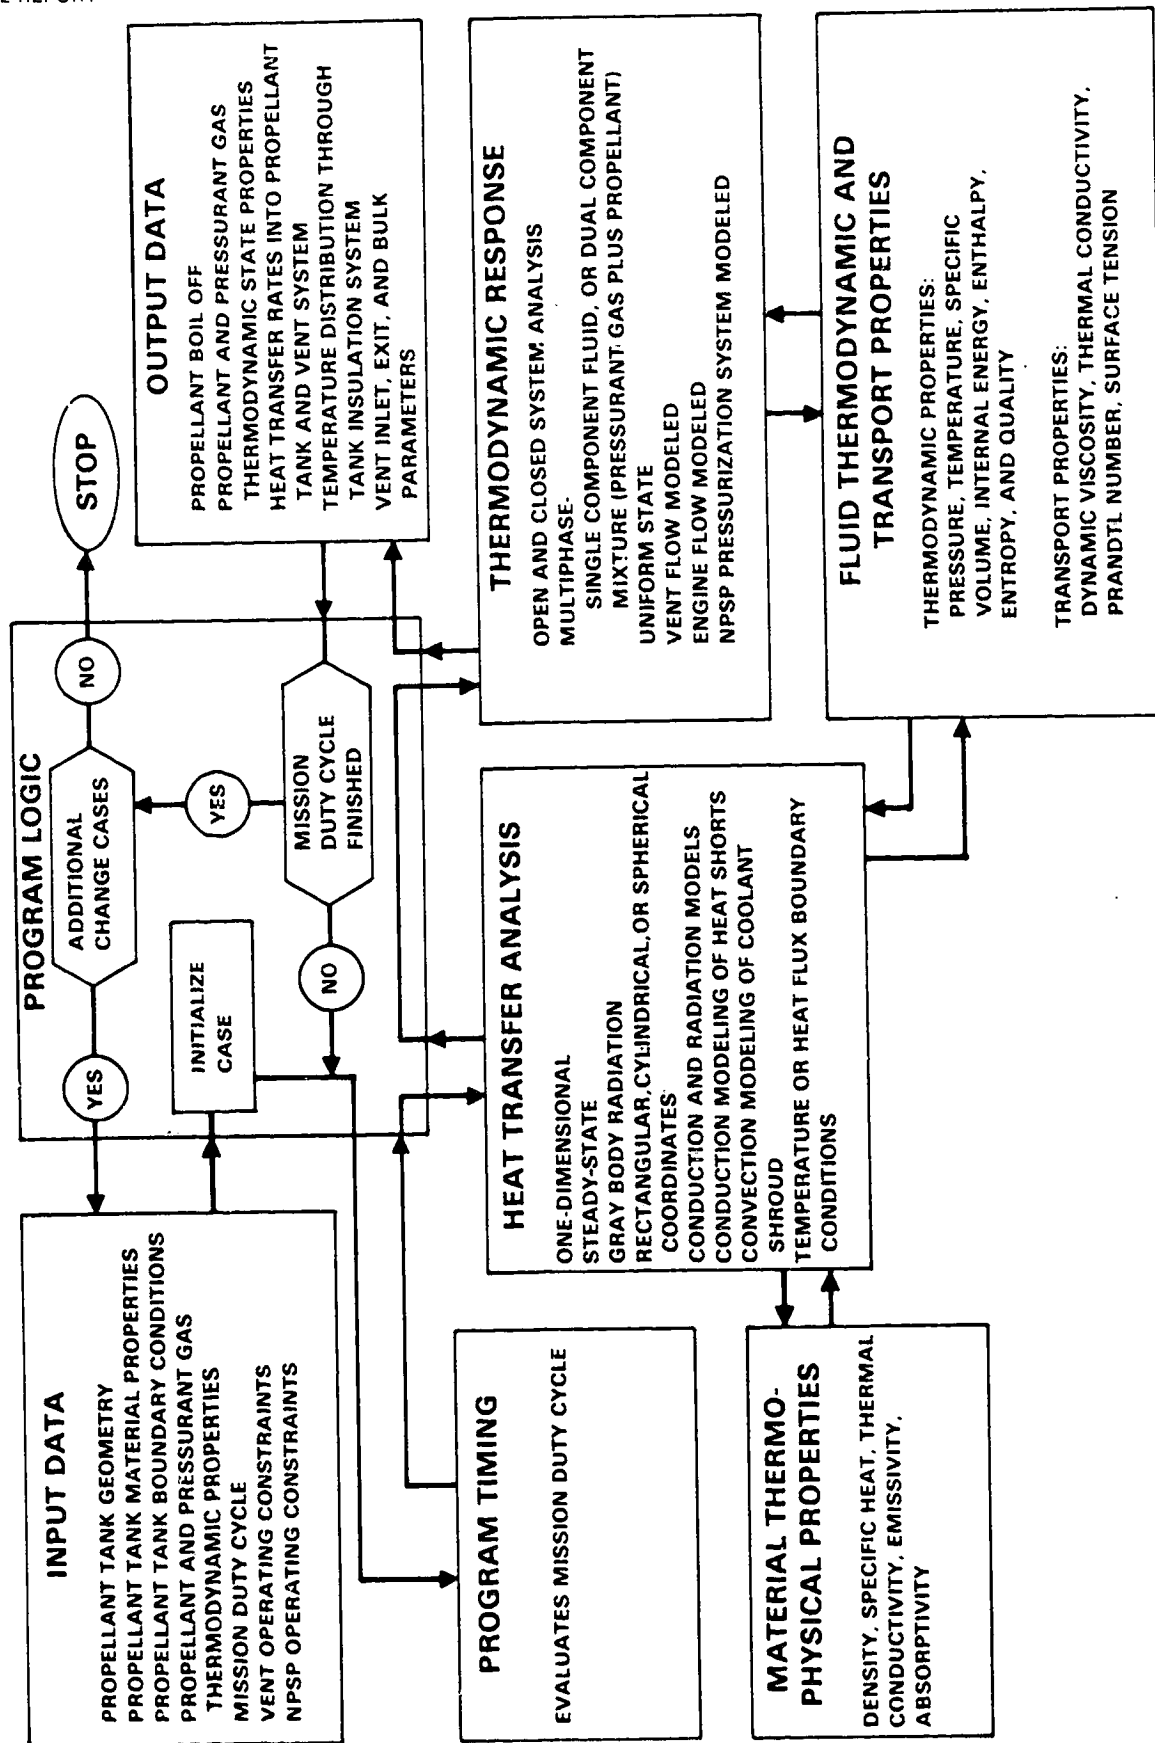 INPUT DATA
PROPELLANT TANK GEOMETRY
PROPELLANT TANK MATERIAL PROPERTIES
PROPELLANT TANK BOUNDARY CONDITIONS
PROPELLANT AND PRESSURANT GAS
THERMODYNAMIC PROPERTIES
MISSION DUTY CYCLE
VENT OPERATING CONSTRAINTS
NPSP OPERATING CONSTRAINTS
PROGRAM LOGIC
YES
ADDITIONAL
CHANGE CASES
NO
STOP
INITIALIZE
CASE
YES
NO
MISSION
DUTY CYCLE
FINISHED
OUTPUT DATA
PROPELLANT BOIL OFF
PROPELLANT AND PRESSURANT GAS
THERMODYNAMIC STATE PROPERTIES
HEAT TRANSFER RATES INTO PROPELLANT
TANK AND VENT SYSTEM
TEMPERATURE DISTRIBUTION THROUGH
TANK INSULATION SYSTEM
VENT INLET, EXIT, AND BULK
PARAMETERS
PROGRAM TIMING
EVALUATES MISSION DUTY CYCLE
HEAT TRANSFER ANALYSIS
ONE-DIMENSIONAL
STEADY-STATE
GRAY BODY RADIATION
RECTANGULAR, CYLINDRICAL, OR SPHERICAL
COORDINATES
CONDUCTION AND RADIATION MODELS
CONDUCTION MODELING OF HEAT SHORTS
CONVECTION MODELING OF COOLANT
SHROUD
TEMPERATURE OR HEAT FLUX BOUNDARY
CONDITIONS
THERMODYNAMIC RESPONSE
OPEN AND CLOSED SYSTEM ANALYSIS
MULTIPHASE-
SINGLE COMPONENT FLUID, OR DUAL COMPONENT
MIXTURE (PRESSURANT GAS PLUS PROPELLANT)
UNIFORM STATE
VENT FLOW MODELED
ENGINE FLOW MODELED
NPSP PRESSURIZATION SYSTEM MODELED
MATERIAL THERMO-
PHYSICAL PROPERTIES
DENSITY, SPECIFIC HEAT, THERMAL
CONDUCTIVITY, EMISSIVITY,
ABSORPTIVITY
FLUID THERMODYNAMIC AND
TRANSPORT PROPERTIES
THERMODYNAMIC PROPERTIES:
PRESSURE, TEMPERATURE, SPECIFIC
VOLUME, INTERNAL ENERGY, ENTHALPY,
ENTROPY, AND QUALITY
TRANSPORT PROPERTIES:
DYNAMIC VISCOSITY, THERMAL CONDUCTIVITY,
PRANDTL NUMBER, SURFACE TENSION